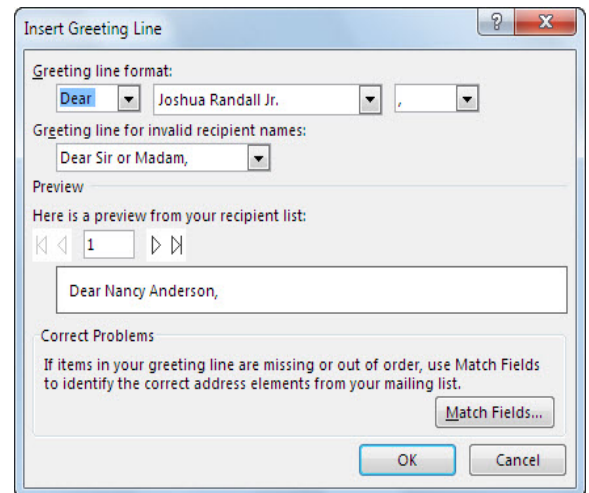 Insert Greeting Line
Greeting line format:
Dear Joshua Randall Jr. ,
Greeting line for invalid recipient names:
Dear Sir or Madam,
Preview
Here is a preview from your recipient list:
1
Dear Nancy Anderson,
Correct Problems
If items in your greeting line are missing or out of order, use Match Fields
to identify the correct address elements from your mailing list.
Match Fields...
OK Cancel